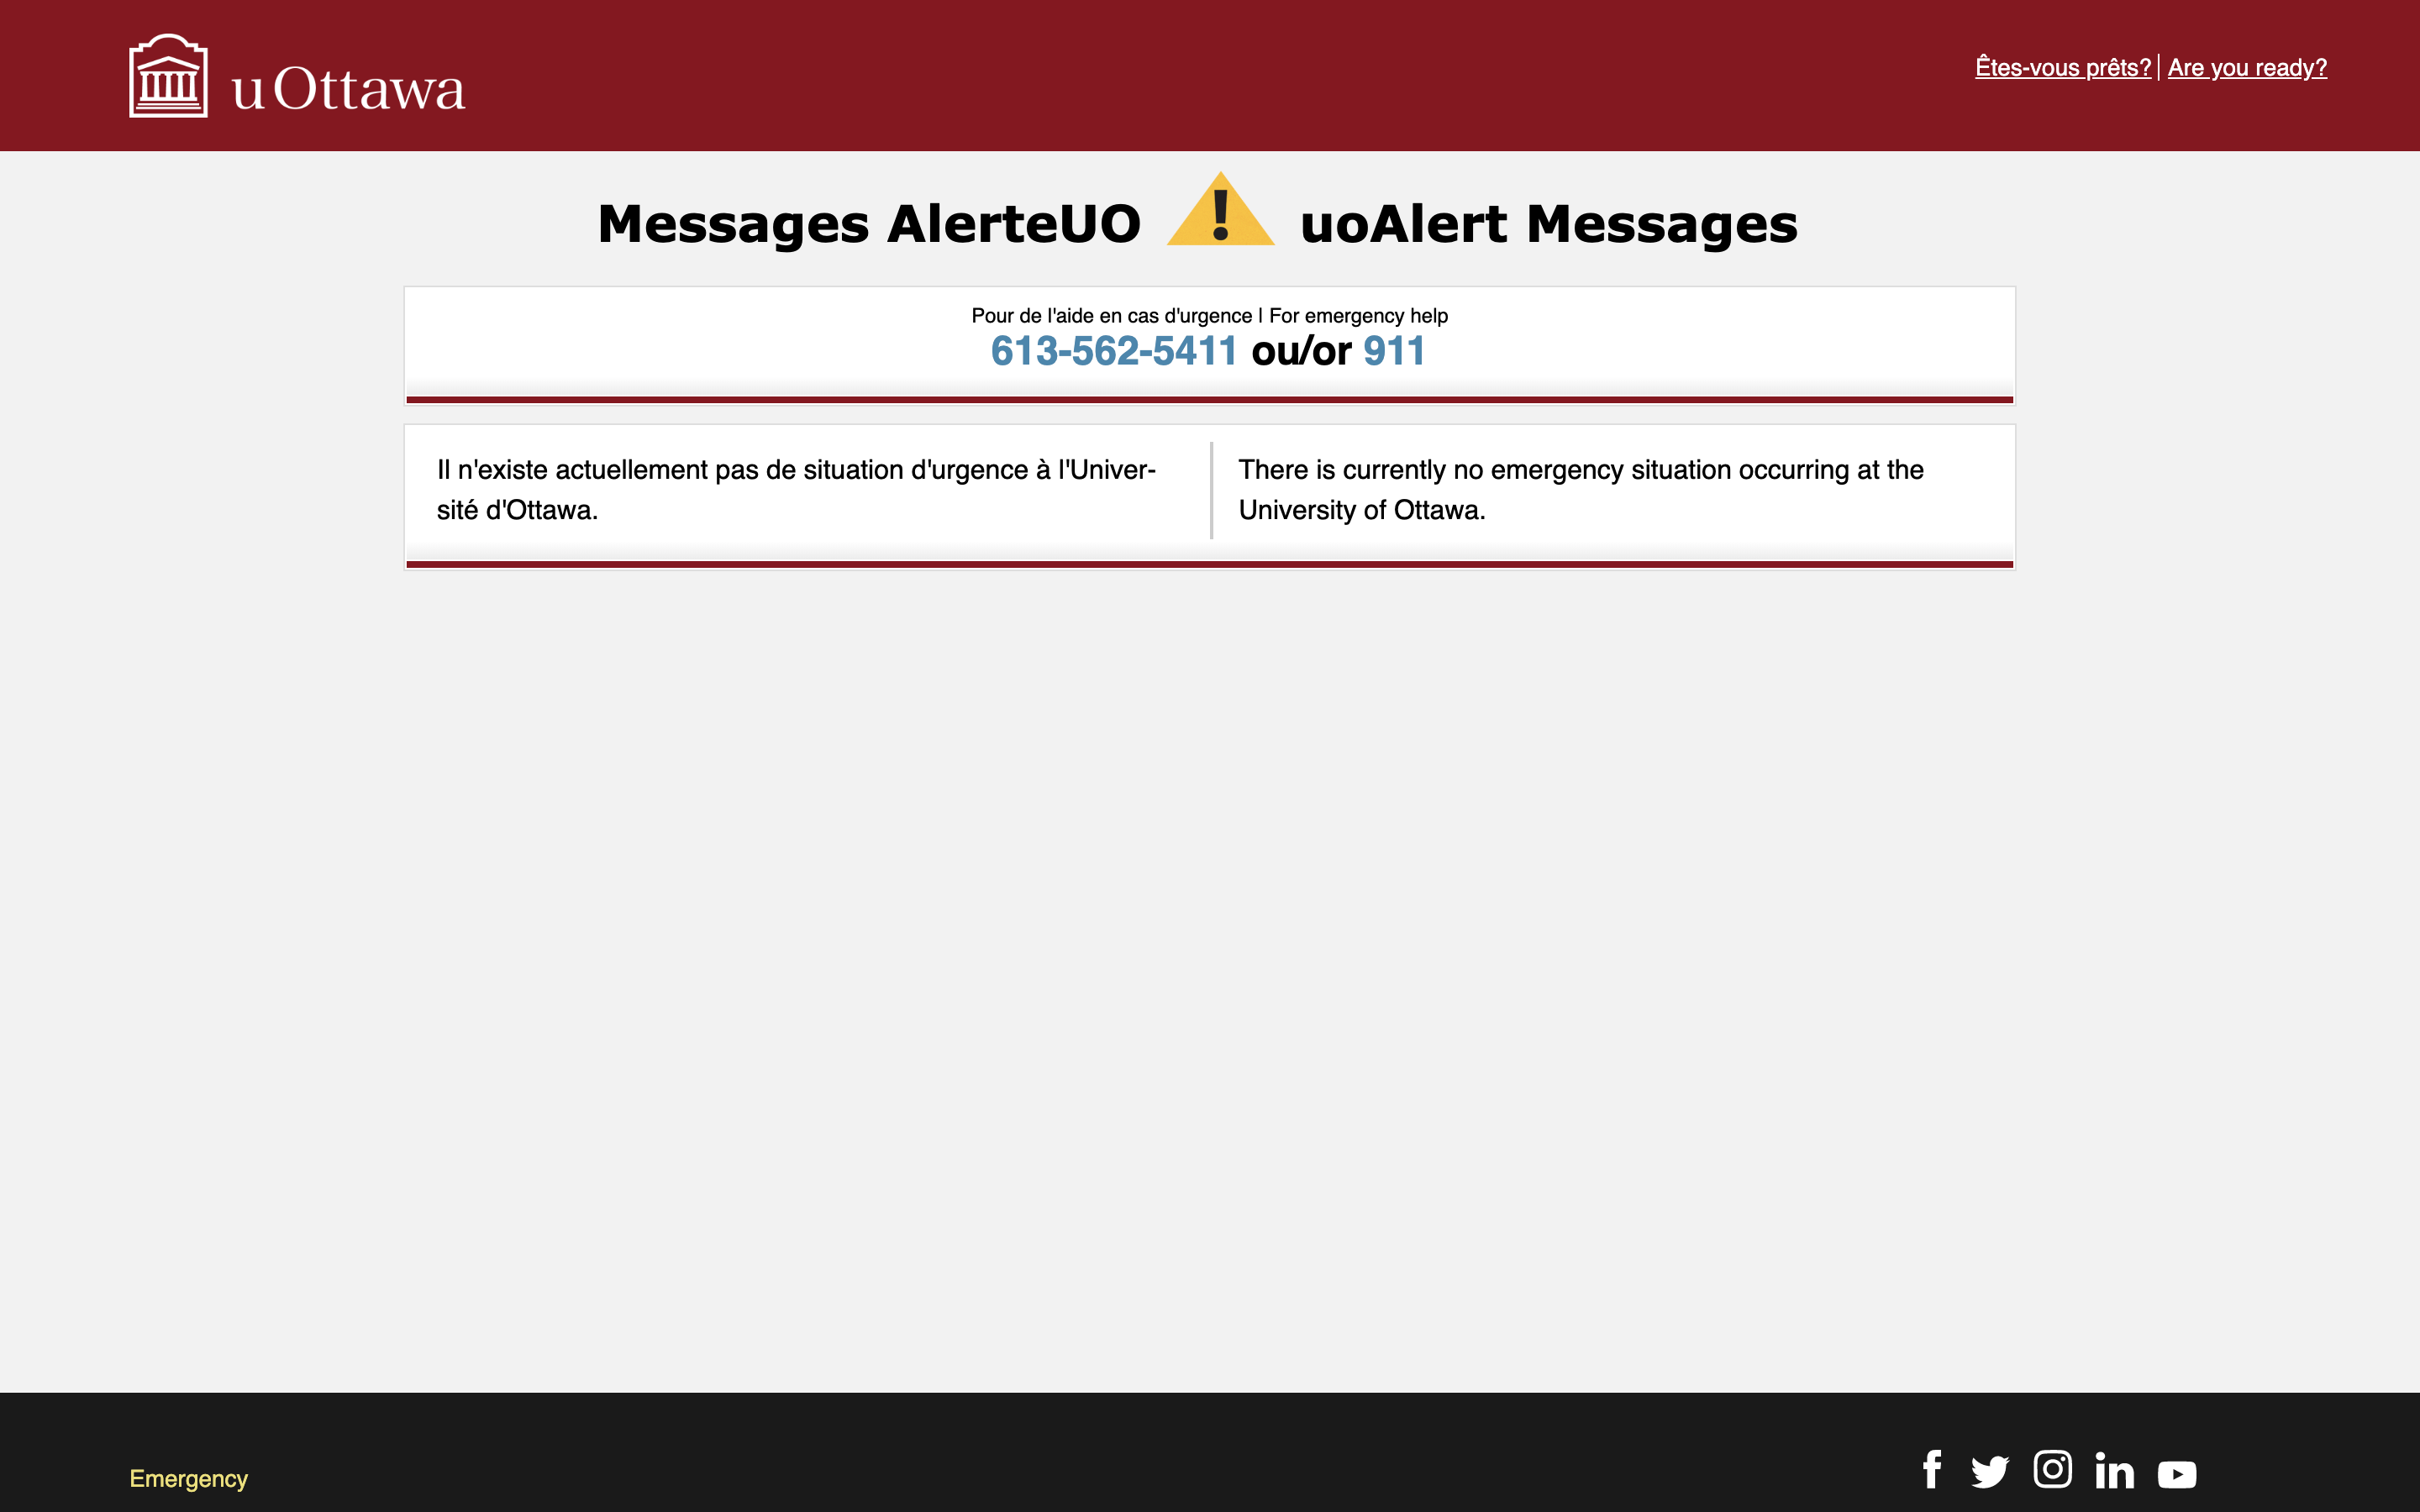 uOttawa
Êtes-vous prêts? | Are you ready?
Messages AlerteUO ! uoAlert Messages
Pour de l'aide en cas d'urgence | For emergency help
613-562-5411 ou/or 911
Il n'existe actuellement pas de situation d'urgence à l'Univer-
sité d'Ottawa.
There is currently no emergency situation occurring at the
University of Ottawa.
Emergency